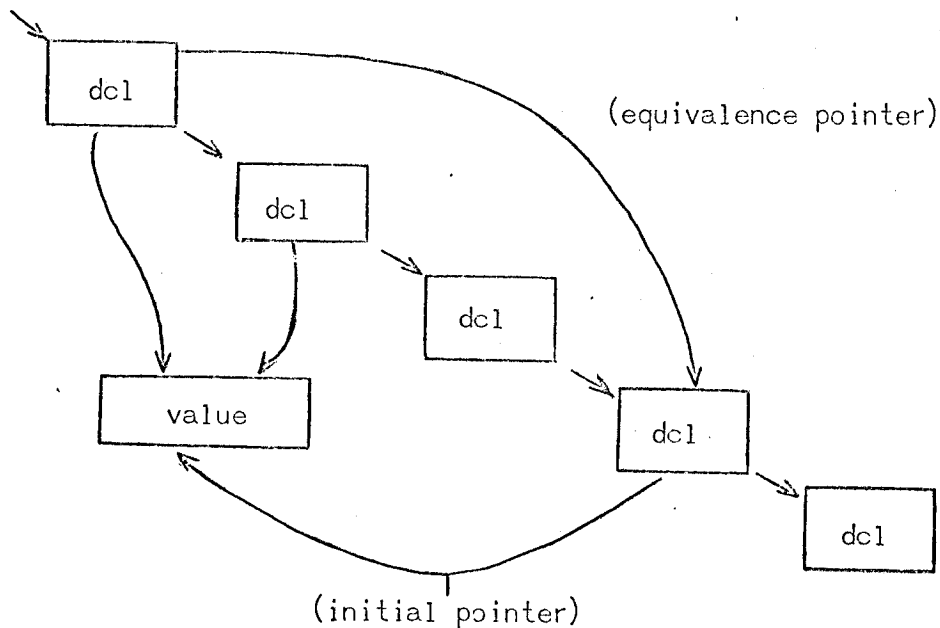 dcl
(equivalence pointer)
dcl
dcl
value
dcl
dcl
(initial pointer)